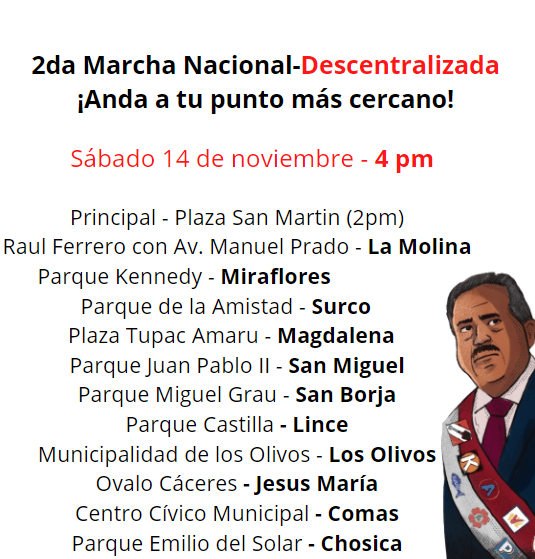 2da Marcha Nacional-Descentralizada
¡Anda a tu punto más cercano!
Sábado 14 de noviembre - 4 pm
Principal - Plaza San Martin (2pm)
Raul Ferrero con Av. Manuel Prado - La Molina
Parque Kennedy - Miraflores
Parque de la Amistad - Surco
Plaza Tupac Amaru - Magdalena
Parque Juan Pablo II - San Miguel
Parque Miguel Grau - San Borja
Parque Castilla - Lince
Municipalidad de los Olivos - Los Olivos
Ovalo Cáceres - Jesus María
Centro Cívico Municipal - Comas
Parque Emilio del Solar - Chosica